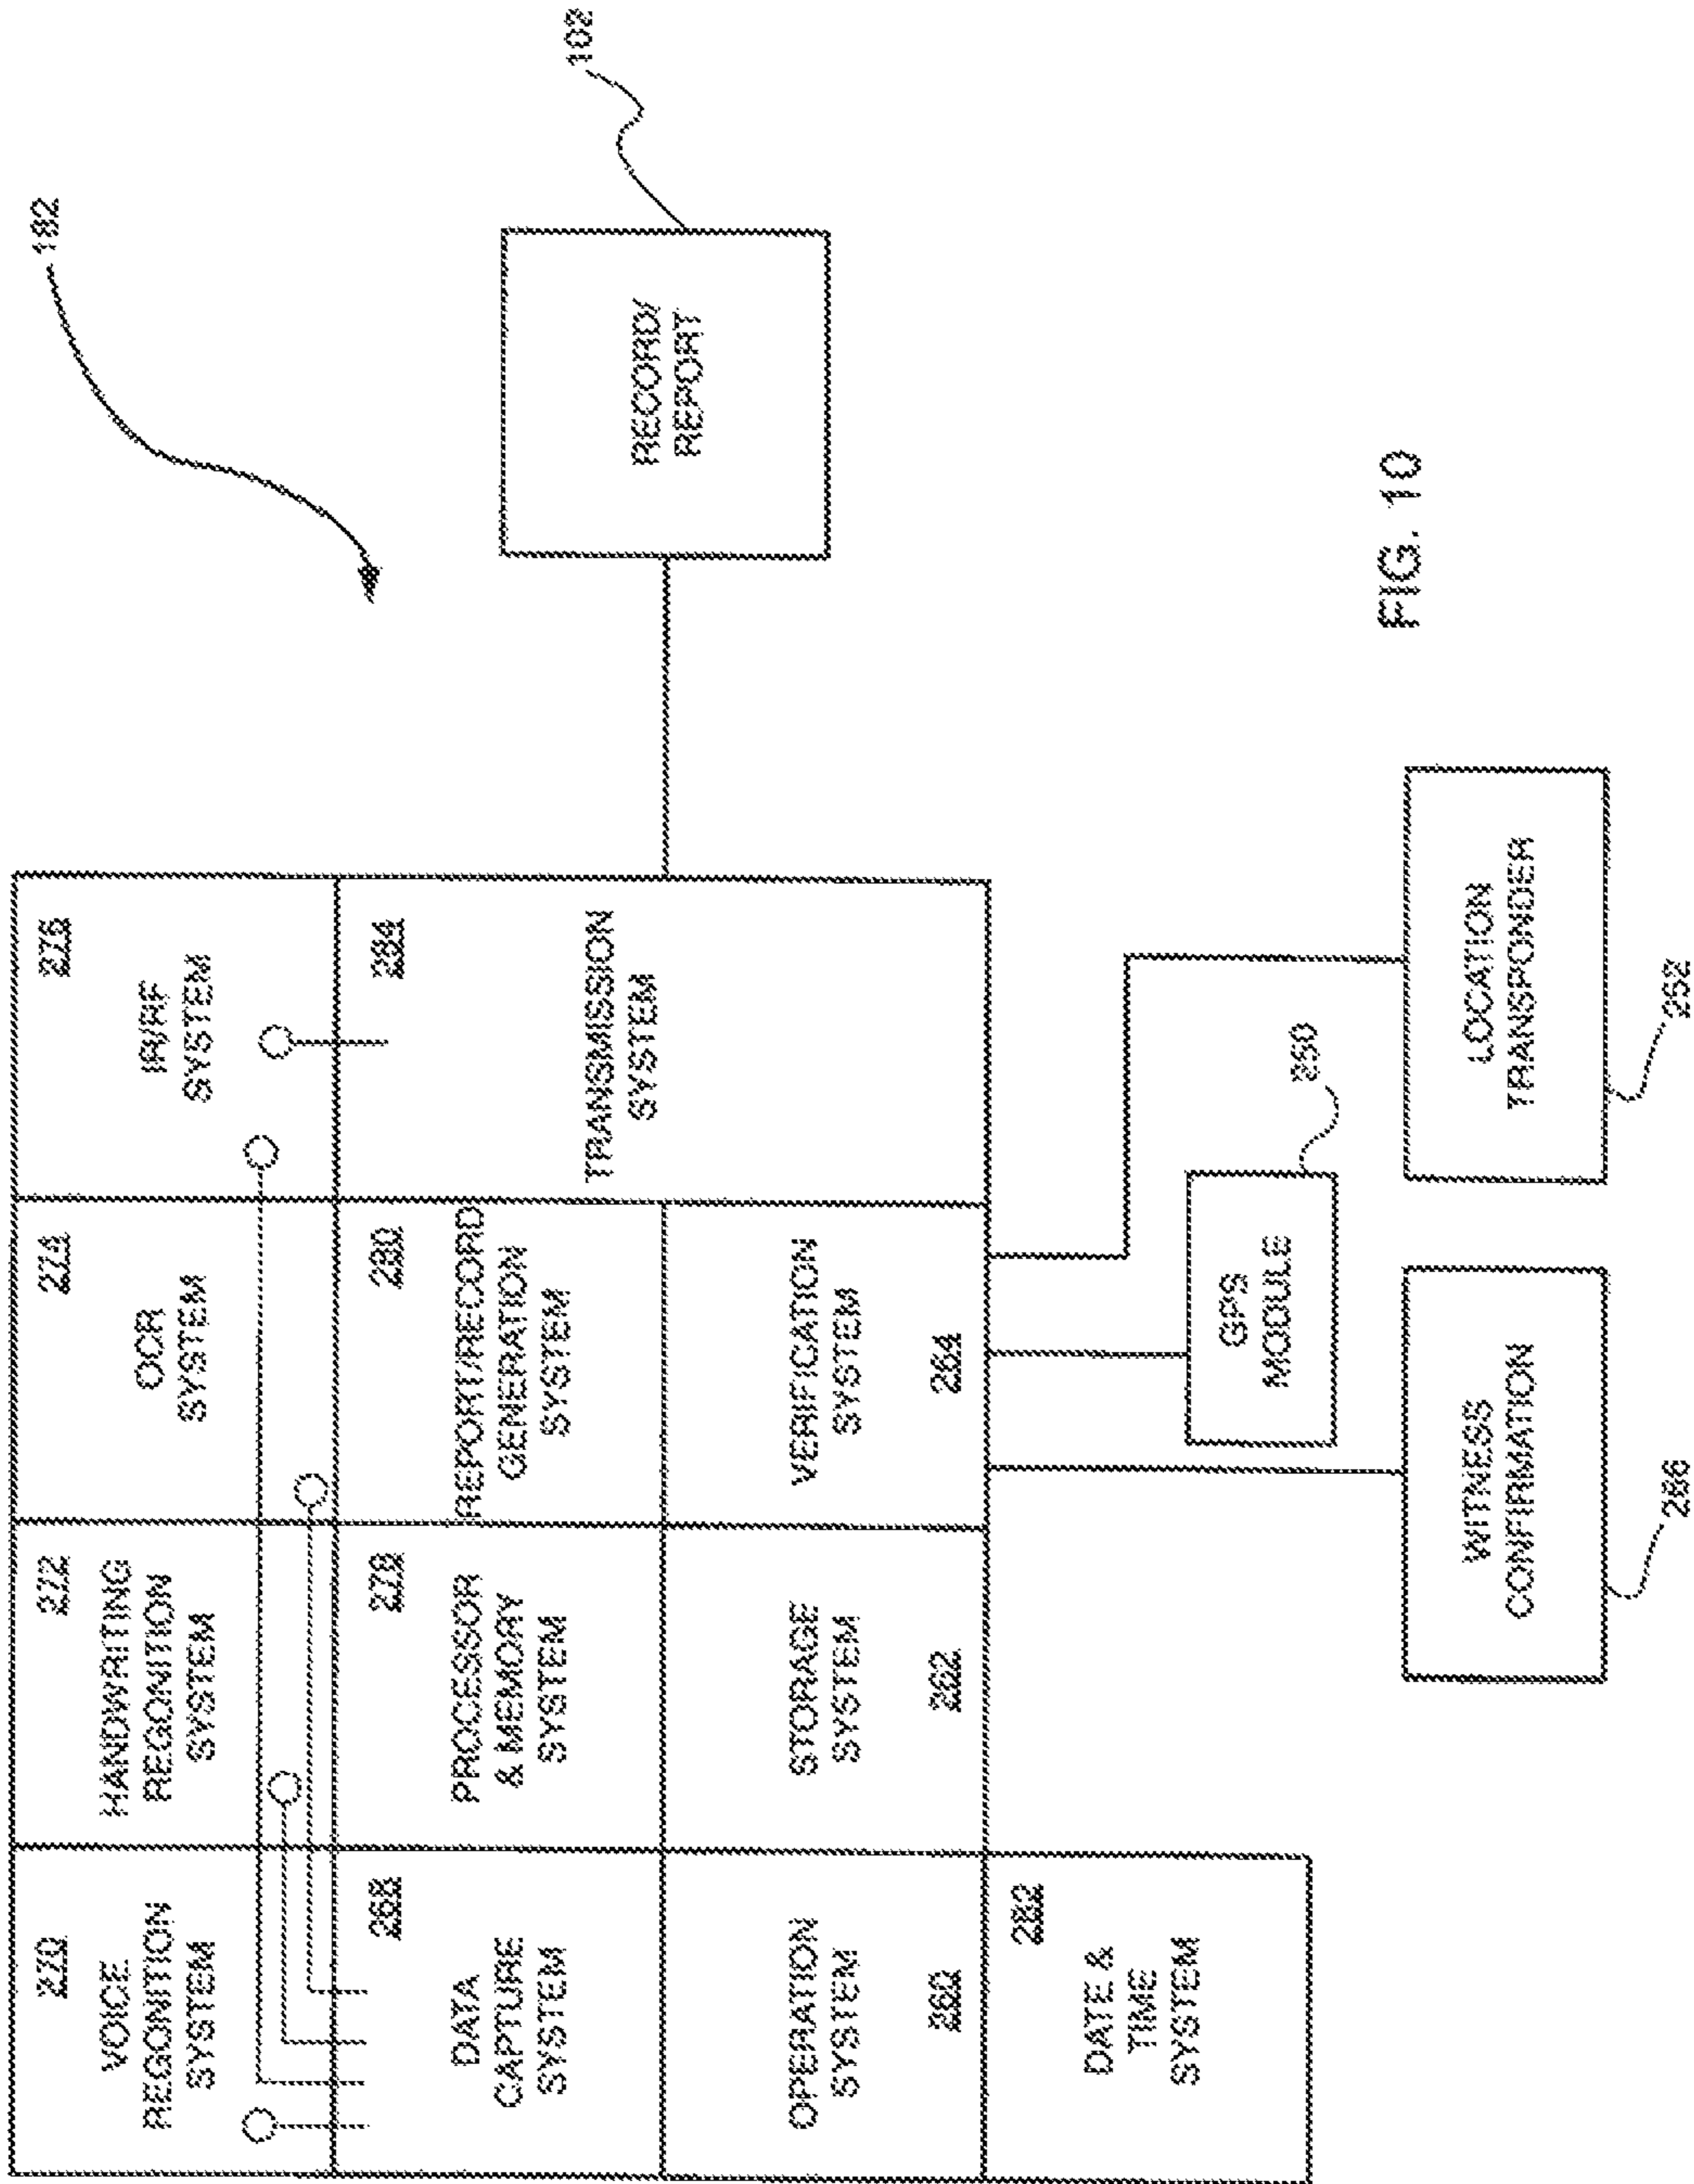 182
270
VOICE
REGONITION
SYSTEM
272
HANDWRITING
REGONITION
SYSTEM
274
OCR
SYSTEM
276
IR/RF
SYSTEM
268
DATA
CAPTURE
SYSTEM
278
PROCESSOR
& MEMORY
SYSTEM
280
REPORT/RECORD
GENERATION
SYSTEM
284
TRANSMISSION
SYSTEM
RECORD/
REPORT
102
OPERATION
SYSTEM
260
STORAGE
SYSTEM
262
VERIFICATION
SYSTEM
264
282
DATE &
TIME
SYSTEM
GPS
MODULE
250
WITNESS
CONFIRMATION
286
LOCATION
TRANSPONDER
252
FIG. 10